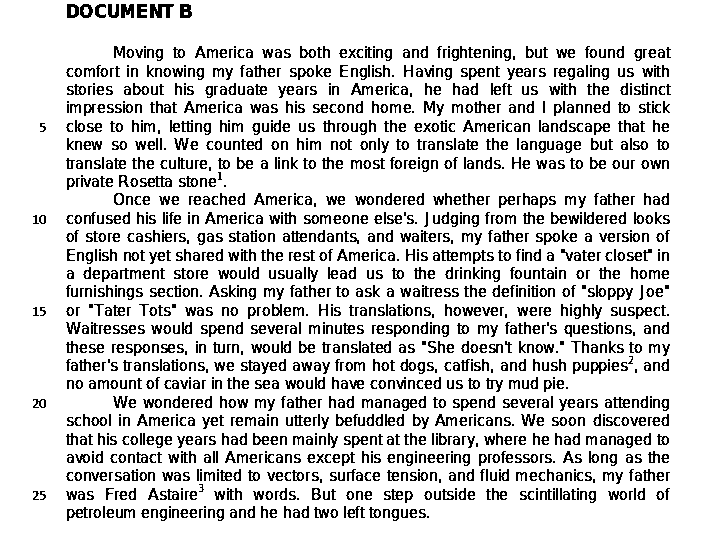 DOCUMENT B
Moving to America was both exciting and frightening, but we found great
comfort in knowing my father spoke English. Having spent years regaling us with
stories about his graduate years in America, he had left us with the distinct
impression that America was his second home. My mother and I planned to stick
5 close to him, letting him guide us through the exotic American landscape that he
knew so well. We counted on him not only to translate the language but also to
translate the culture, to be a link to the most foreign of lands. He was to be our own
private Rosetta stone1.
Once we reached America, we wondered whether perhaps my father had
10 confused his life in America with someone else's. Judging from the bewildered looks
of store cashiers, gas station attendants, and waiters, my father spoke a version of
English not yet shared with the rest of America. His attempts to find a "vater closet" in
a department store would usually lead us to the drinking fountain or the home
furnishings section. Asking my father to ask a waitress the definition of "sloppy Joe"
15 or "Tater Tots" was no problem. His translations, however, were highly suspect.
Waitresses would spend several minutes responding to my father's questions, and
these responses, in turn, would be translated as "She doesn't know." Thanks to my
father's translations, we stayed away from hot dogs, catfish, and hush puppies2, and
no amount of caviar in the sea would have convinced us to try mud pie.
20 We wondered how my father had managed to spend several years attending
school in America yet remain utterly befuddled by Americans. We soon discovered
that his college years had been mainly spent at the library, where he had managed to
avoid contact with all Americans except his engineering professors. As long as the
conversation was limited to vectors, surface tension, and fluid mechanics, my father
25 was Fred Astaire3 with words. But one step outside the scintillating world of
petroleum engineering and he had two left tongues.